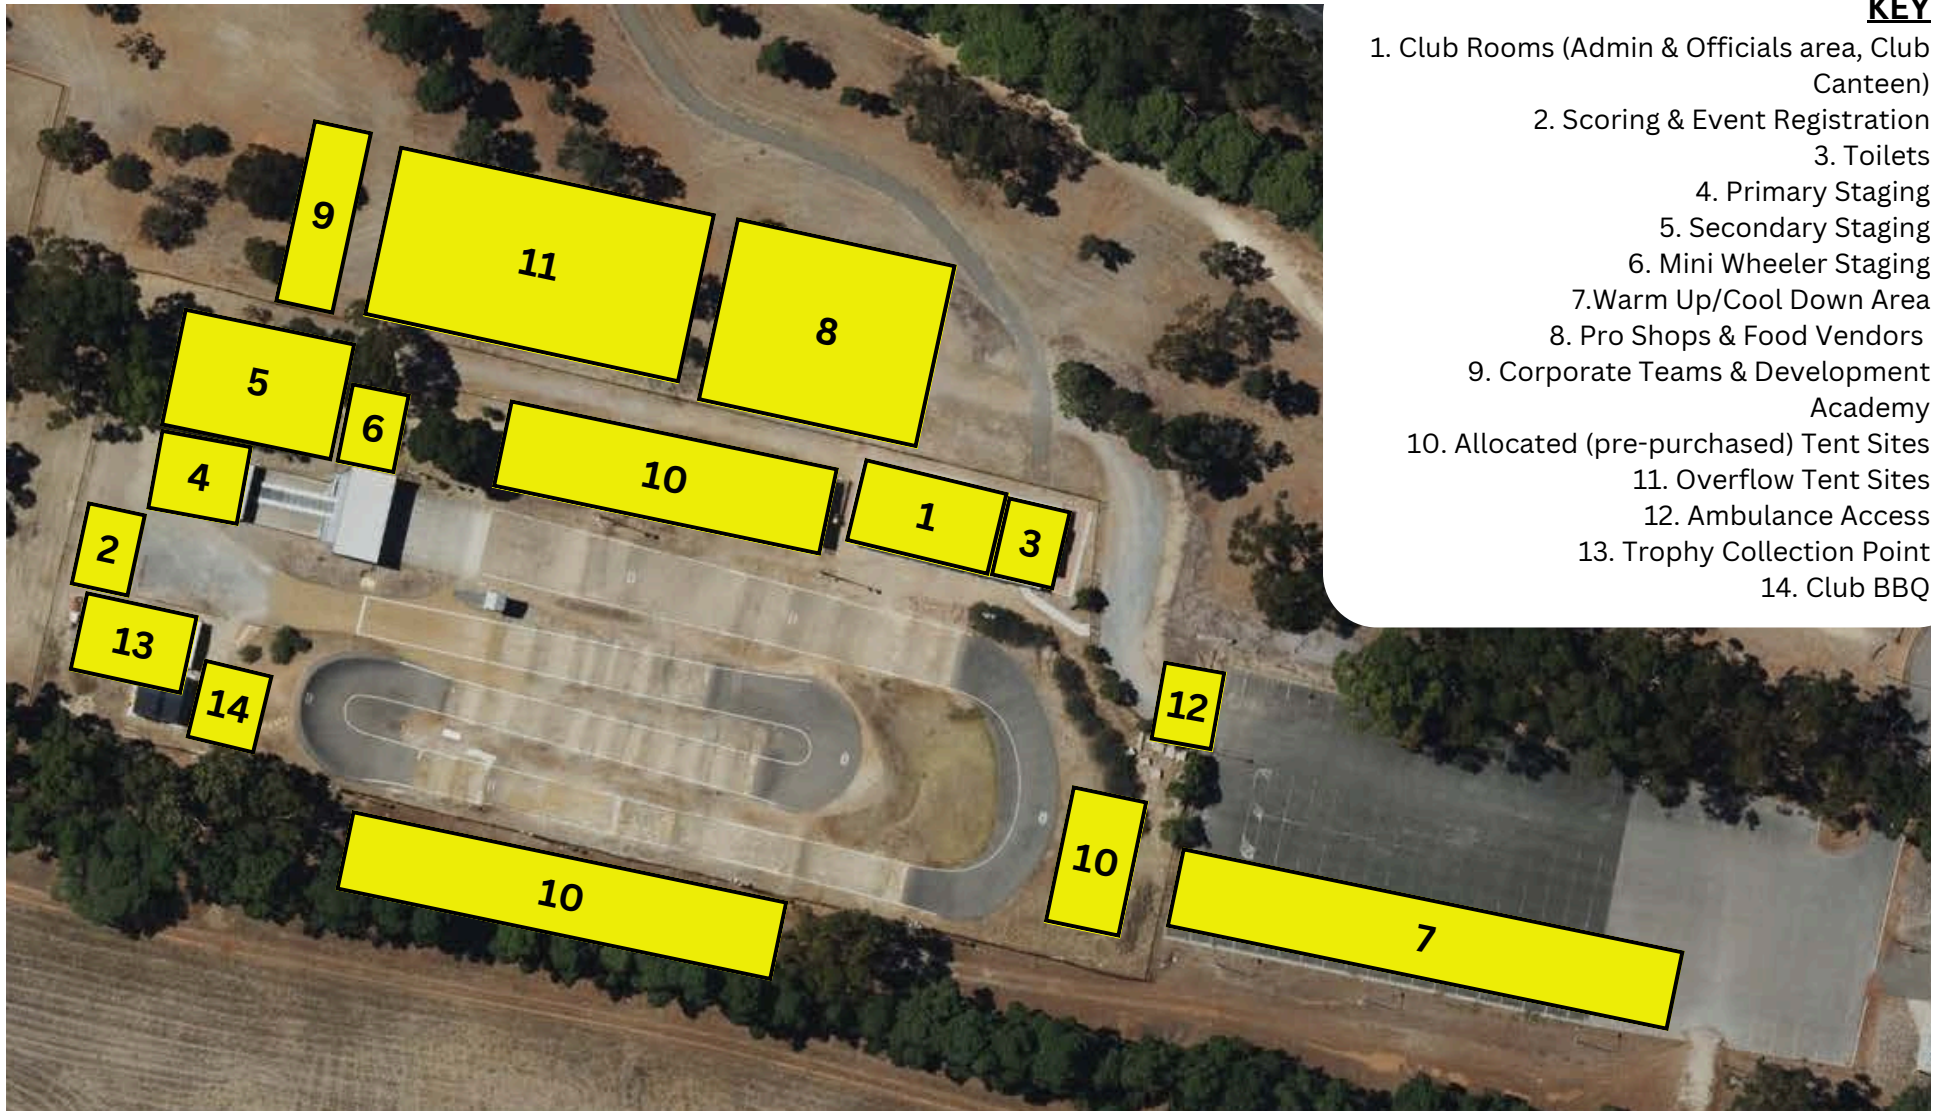 KEY
1. Club Rooms (Admin & Officials area, Club
Canteen)
2. Scoring & Event Registration
3. Toilets
4. Primary Staging
5. Secondary Staging
6. Mini Wheeler Staging
7.Warm Up/Cool Down Area
8. Pro Shops & Food Vendors
9. Corporate Teams & Development
Academy
10. Allocated (pre-purchased) Tent Sites
11. Overflow Tent Sites
12. Ambulance Access
13. Trophy Collection Point
14. Club BBQ
9
11
8
5
6
4
10
1
3
2
13
14
12
10
10
7